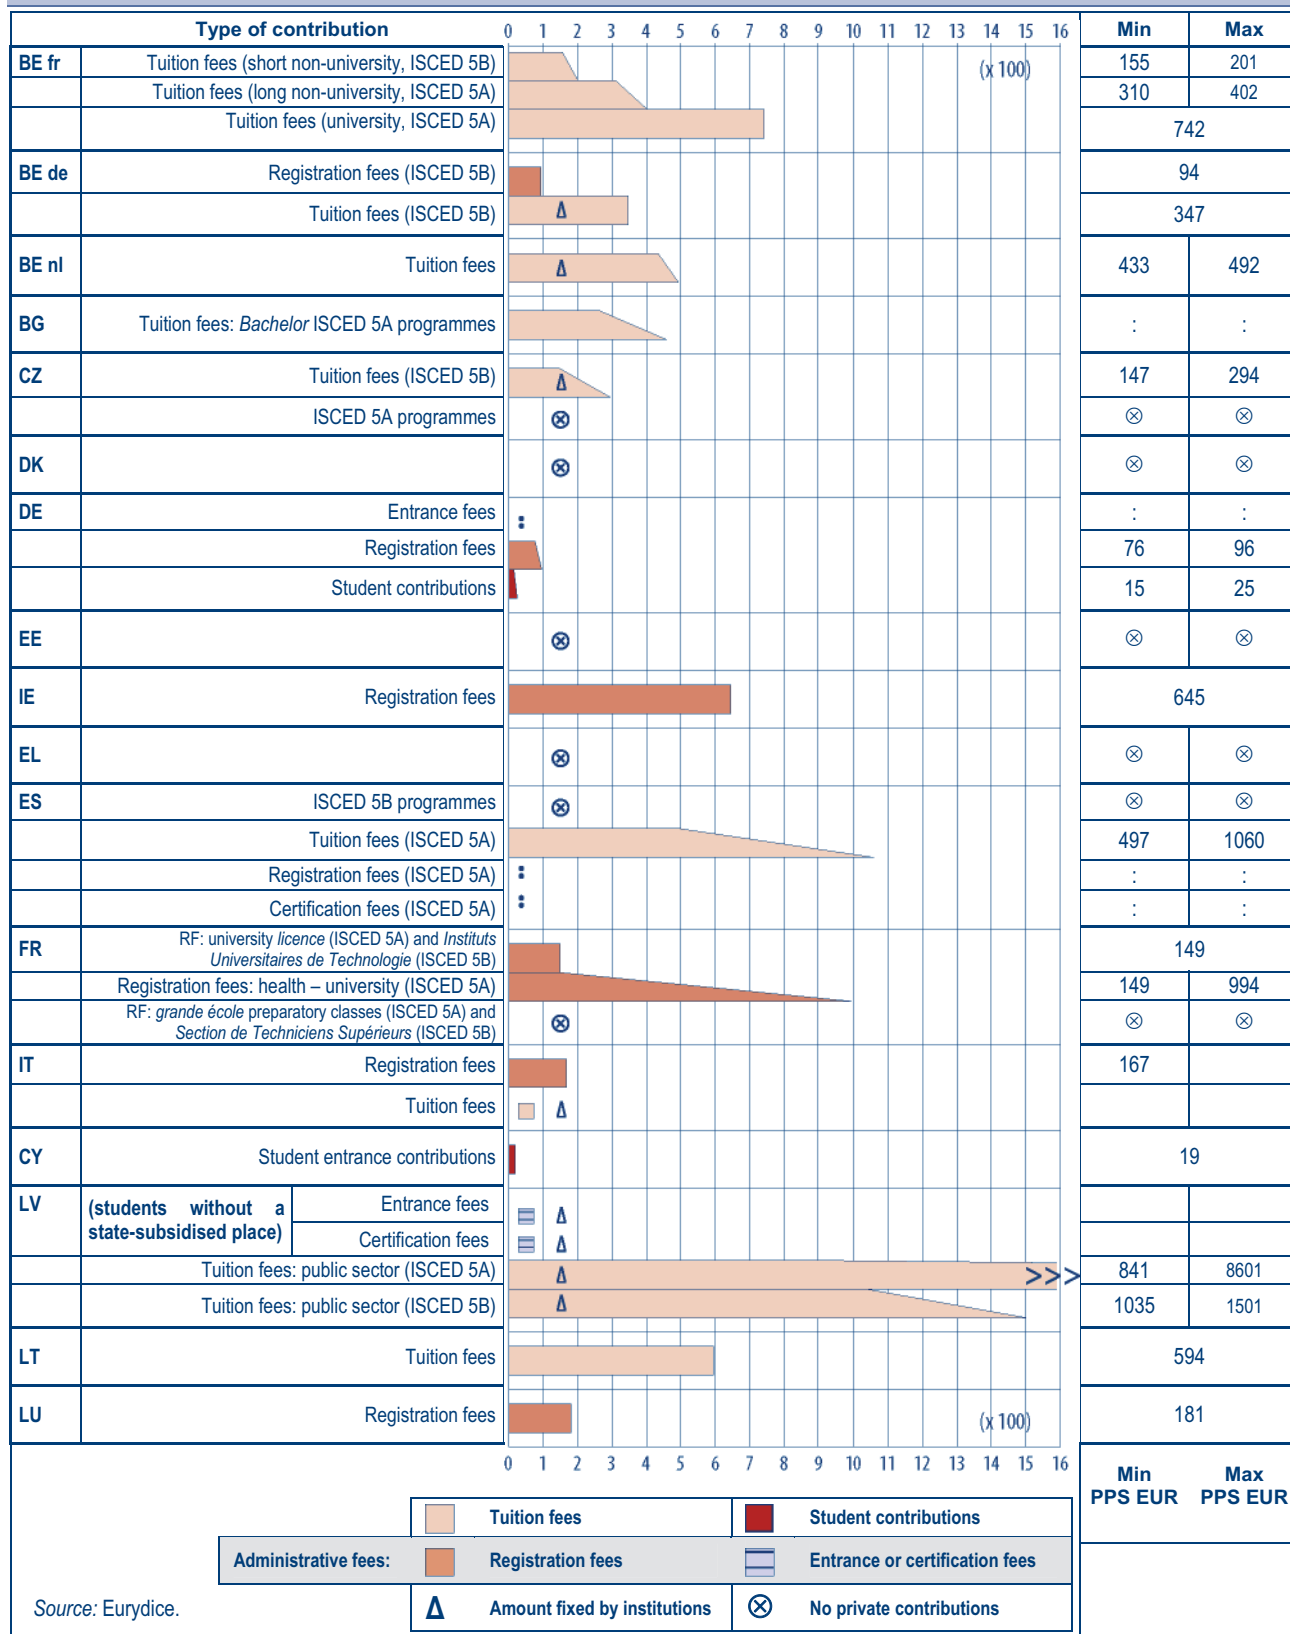 Type of contribution 0 1 2 3 4 5 6 7 8 9 10 11 12 13 14 15 16 Min Max
BE fr Tuition fees (short non-university, ISCED 5B) (x 100) 155 201
Tuition fees (long non-university, ISCED 5A) 310 402
Tuition fees (university, ISCED 5A) 742
BE de Registration fees (ISCED 5B) 94
Tuition fees (ISCED 5B) Δ 347
BE nl Tuition fees Δ 433 492
BG Tuition fees: Bachelor ISCED 5A programmes : :
CZ Tuition fees (ISCED 5B) Δ 147 294
ISCED 5A programmes ⊗ ⊗ ⊗
DK ⊗ ⊗ ⊗
DE Entrance fees : : :
Registration fees 76 96
Student contributions 15 25
EE ⊗ ⊗ ⊗
IE Registration fees 645
EL ⊗ ⊗ ⊗
ES ISCED 5B programmes ⊗ ⊗ ⊗
Tuition fees (ISCED 5A) 497 1060
Registration fees (ISCED 5A) : : :
Certification fees (ISCED 5A) : : :
FR RF: university licence (ISCED 5A) and Instituts
Universitaires de Technologie (ISCED 5B) 149
Registration fees: health – university (ISCED 5A) 149 994
RF: grande école preparatory classes (ISCED 5A) and
Section de Techniciens Supérieurs (ISCED 5B) ⊗ ⊗ ⊗
IT Registration fees 167
Tuition fees Δ
CY Student entrance contributions 19
LV (students without a
state-subsidised place)
Entrance fees Δ
Certification fees Δ
Tuition fees: public sector (ISCED 5A) Δ >>> 841 8601
Tuition fees: public sector (ISCED 5B) Δ 1035 1501
LT Tuition fees 594
LU Registration fees (x 100) 181
0 1 2 3 4 5 6 7 8 9 10 11 12 13 14 15 16
Min Max
PPS EUR PPS EUR
Tuition fees Student contributions
Administrative fees: Registration fees Entrance or certification fees
Source: Eurydice. Δ Amount fixed by institutions ⊗ No private contributions